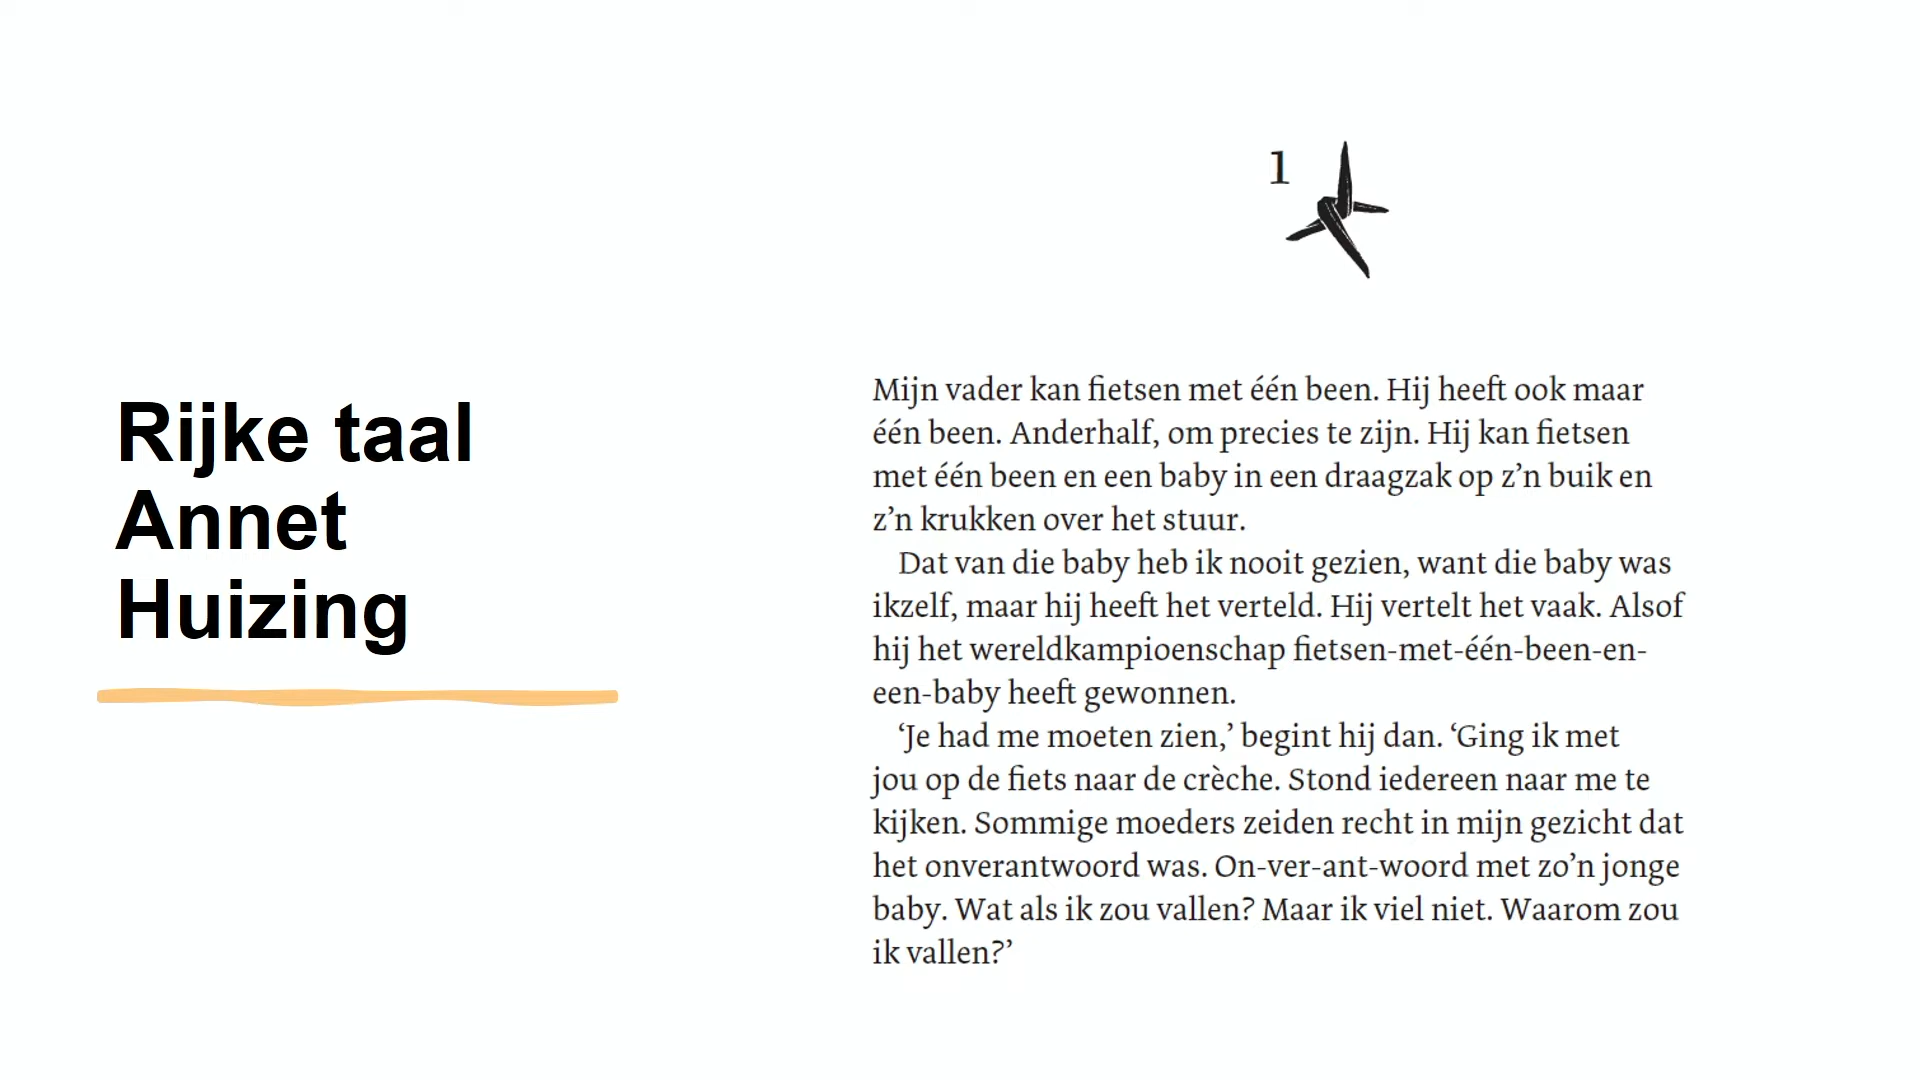 Rijke taal
Annet
Huizing
1
Mijn vader kan fietsen met één been. Hij heeft ook maar
één been. Anderhalf, om precies te zijn. Hij kan fietsen
met één been en een baby in een draagzak op z’n buik en
z’n krukken over het stuur.
Dat van die baby heb ik nooit gezien, want die baby was
ikzelf, maar hij heeft het verteld. Hij vertelt het vaak. Alsof
hij het wereldkampioenschap fietsen-met-één-been-en-
een-baby heeft gewonnen.
‘Je had me moeten zien,’ begint hij dan. ‘Ging ik met
jou op de fiets naar de crèche. Stond iedereen naar me te
kijken. Sommige moeders zeiden recht in mijn gezicht dat
het onverantwoord was. On-ver-ant-woord met zo’n jonge
baby. Wat als ik zou vallen? Maar ik viel niet. Waarom zou
ik vallen?’